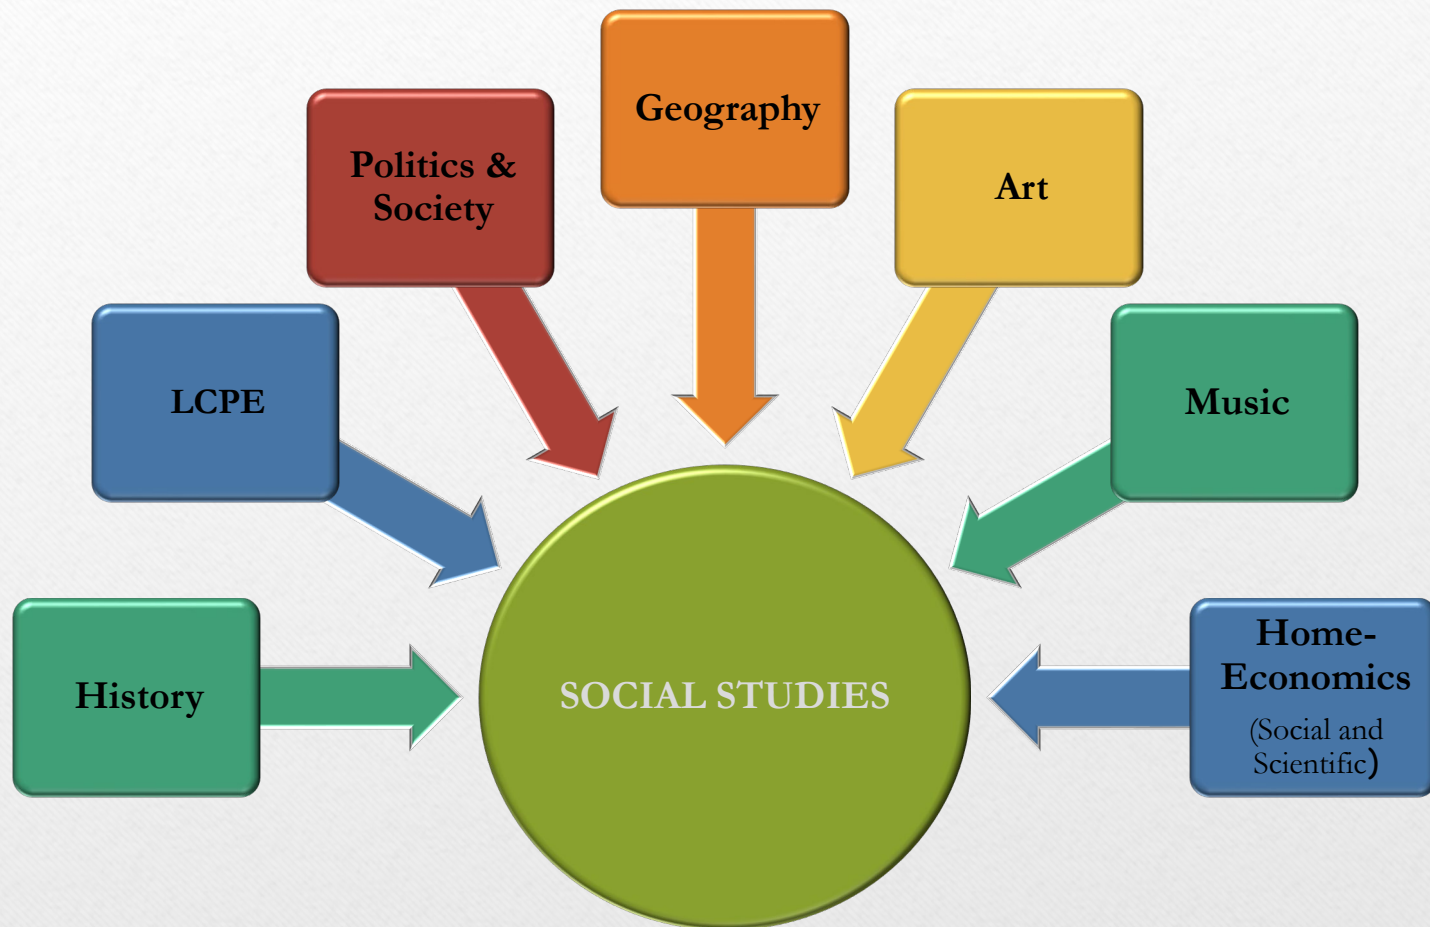 Geography
Politics &
Society
Art
LCPE
Music
History
SOCIAL STUDIES
Home-
Economics
(Social and
Scientific)